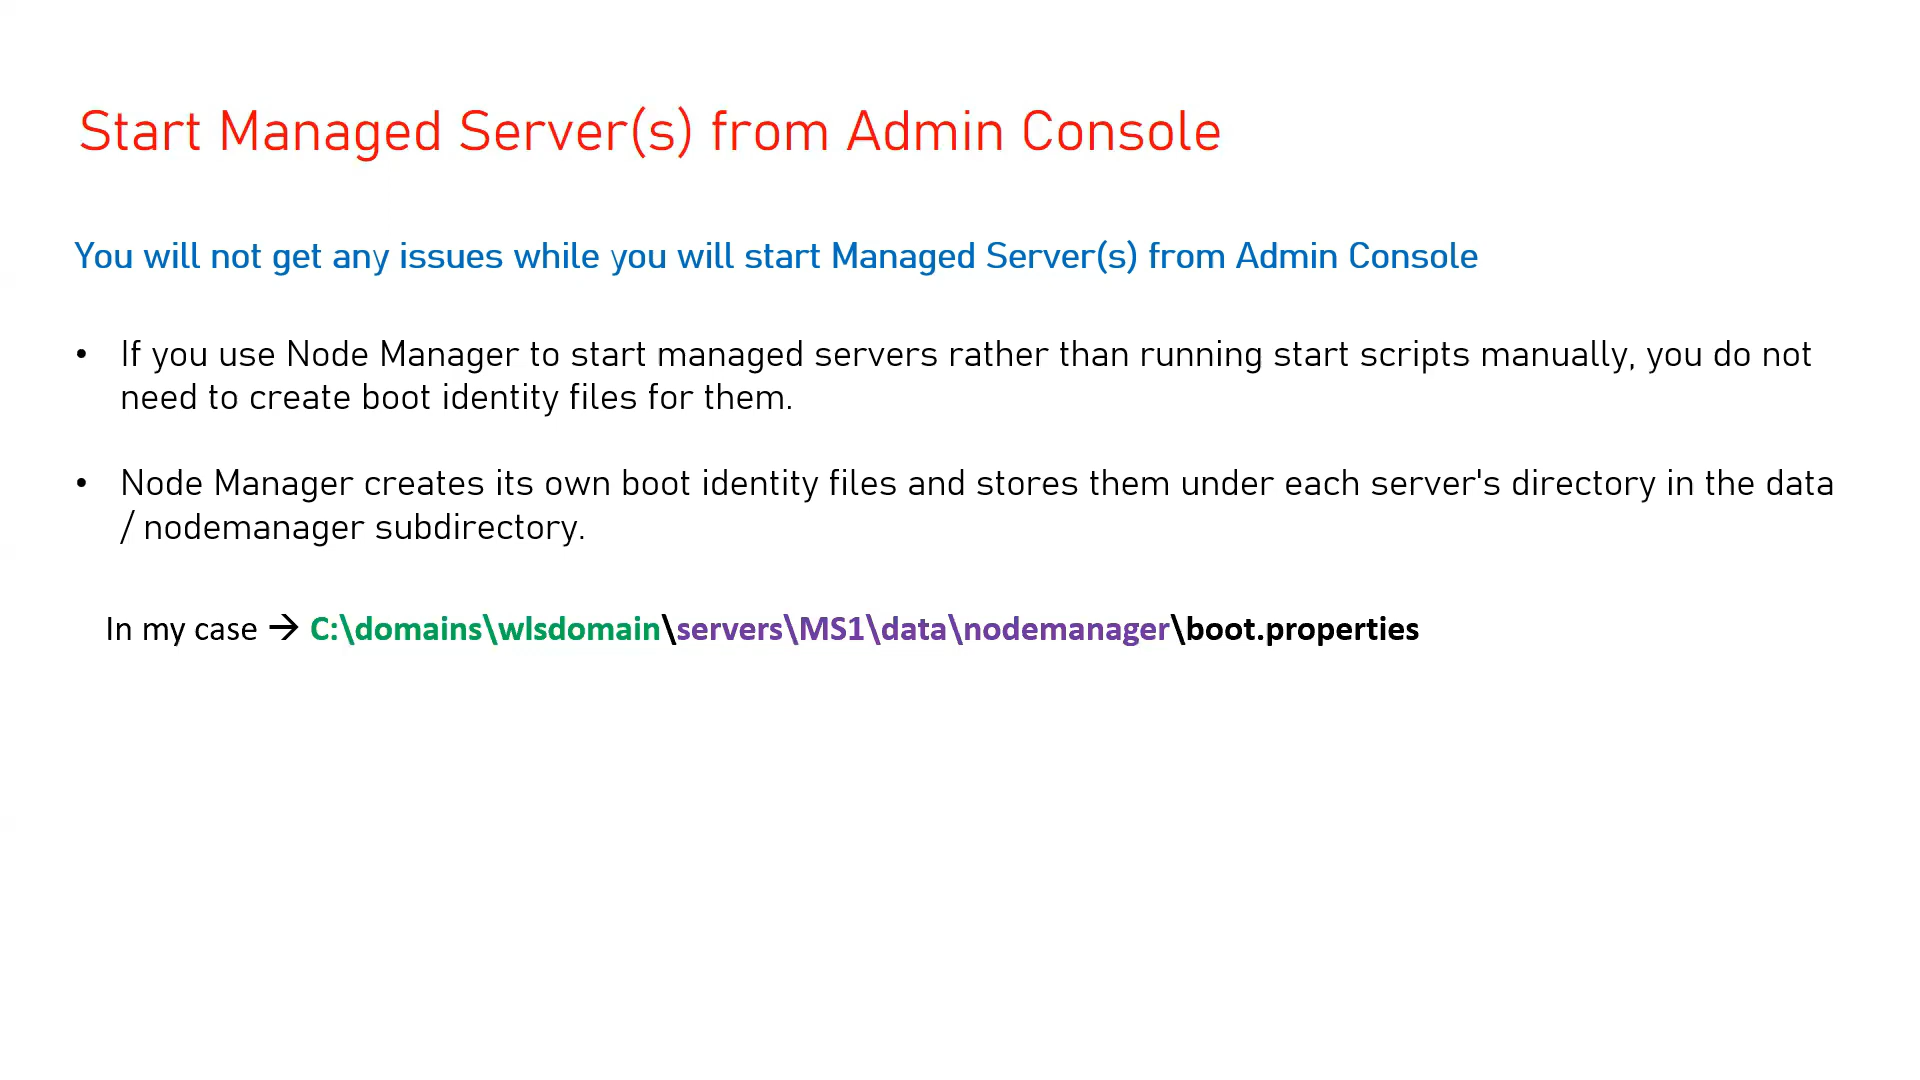 Start Managed Server(s) from Admin Console
You will not get any issues while you will start Managed Server(s) from Admin Console
• If you use Node Manager to start managed servers rather than running start scripts manually, you do not
need to create boot identity files for them.
• Node Manager creates its own boot identity files and stores them under each server's directory in the data
/ nodemanager subdirectory.
In my case → C:\domains\wlsdomain\servers\MS1\data\nodemanager\boot.properties